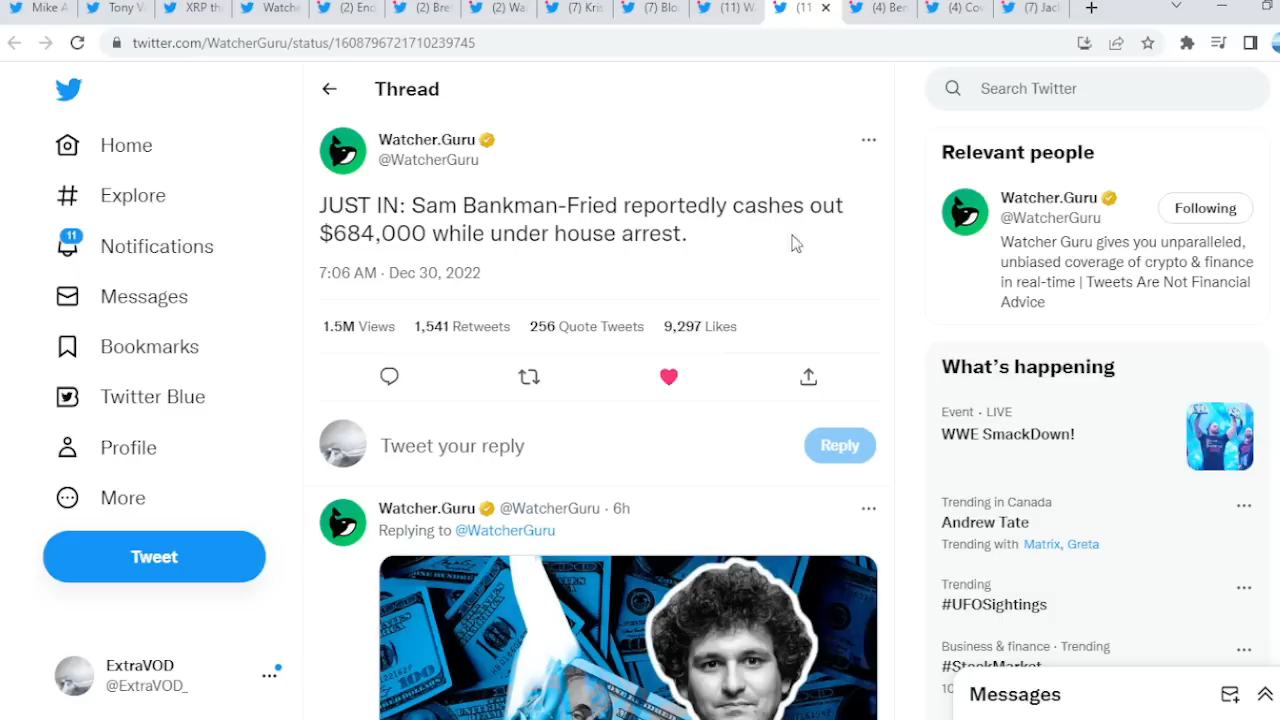 Mike A
Tony V
XRP th
Watche
(2) Eno
(2) Bre
(2) Wa
(7) Kris
(7) Blo
(11) W
(11
(4) Ben
(4) Co
(7) Jac
twitter.com/WatcherGuru/status/1608796721710239745
Thread
Search Twitter
Home
Explore
11
Notifications
Messages
Bookmarks
Twitter Blue
Profile
More
Tweet
ExtraVOD
@ExtraVOD_
Watcher.Guru
@WatcherGuru
JUST IN: Sam Bankman-Fried reportedly cashes out
$684,000 while under house arrest.
7:06 AM · Dec 30, 2022
1.5M Views 1,541 Retweets 256 Quote Tweets 9,297 Likes
Tweet your reply
Reply
Watcher.Guru @WatcherGuru · 6h
Replying to @WatcherGuru
Relevant people
Watcher.Guru
@WatcherGuru
Following
Watcher Guru gives you unparalleled,
unbiased coverage of crypto & finance
in real-time | Tweets Are Not Financial
Advice
What's happening
Event · LIVE
WWE SmackDown!
Trending in Canada
Andrew Tate
Trending with Matrix, Greta
Trending
#UFOSightings
Business & finance · Trending
#StockMarket
Messages